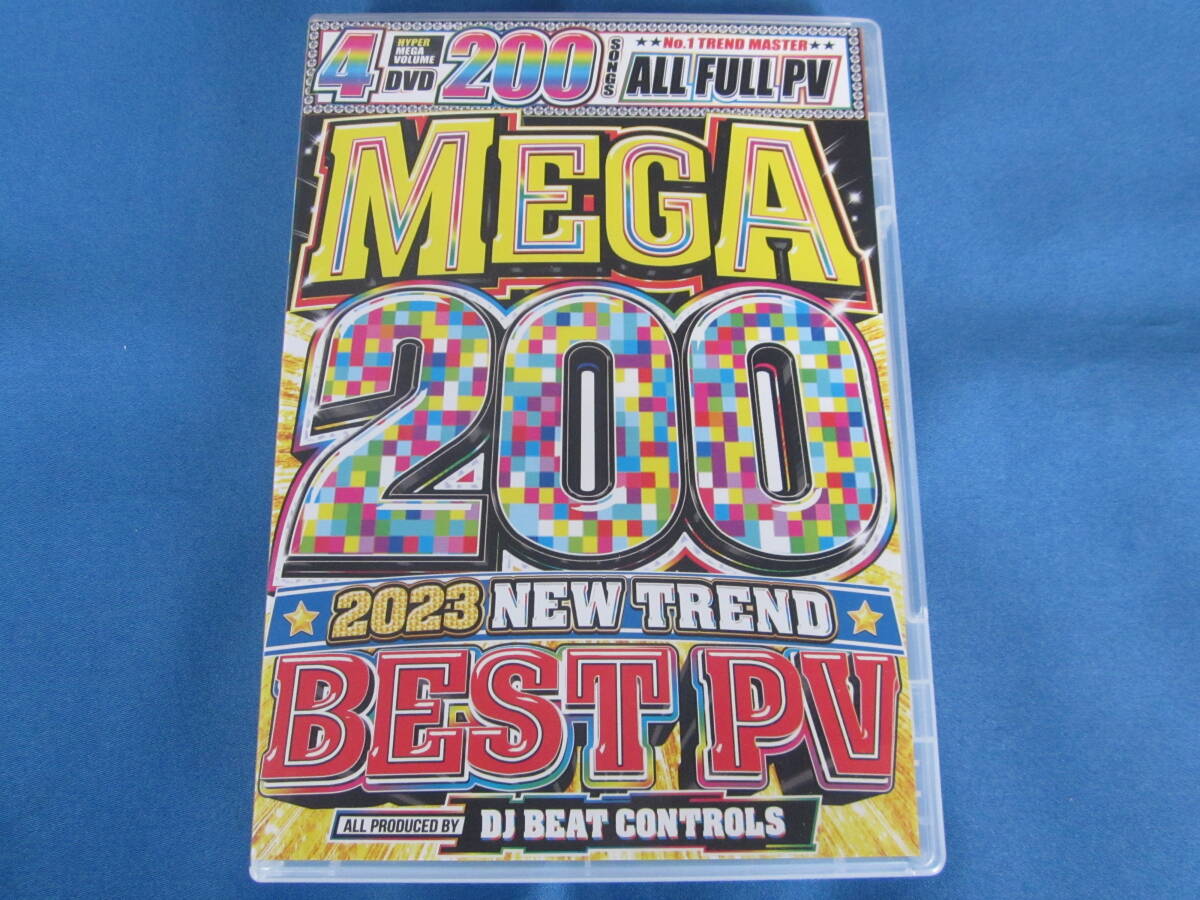 4 HYPER MEGA VOLUME DVD 200 SONGS
★★No.1 TREND MASTER★★
ALL FULL PV
MEGA
200
2023 NEW TREND
BEST PV
ALL PRODUCED BY DJ BEAT CONTROLS